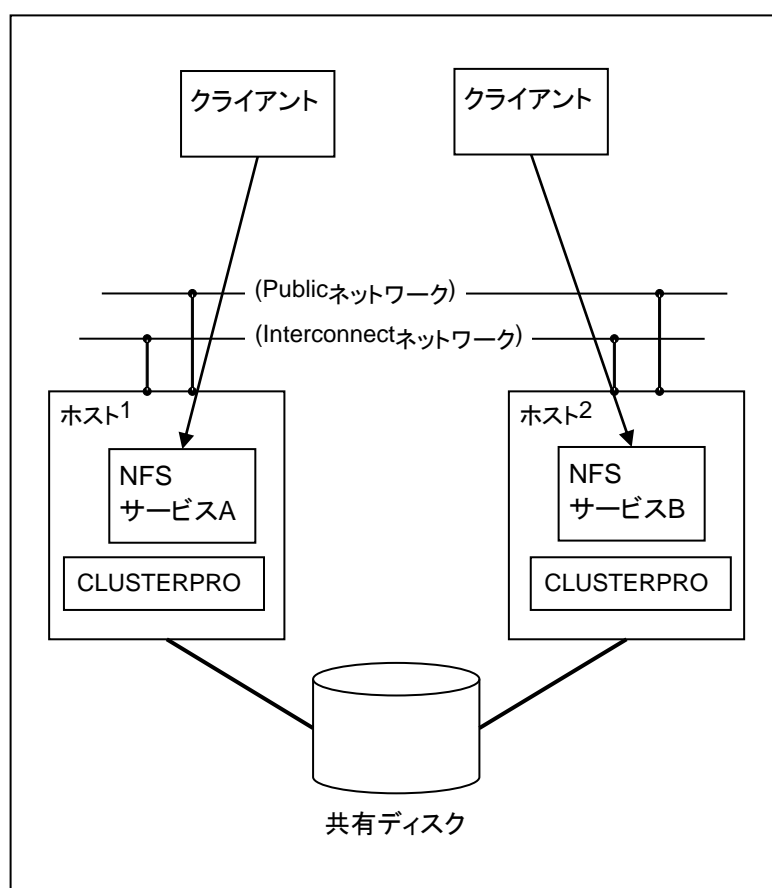 クライアント
クライアント
(Publicネットワーク)
(Interconnectネットワーク)
ホスト1
NFS
サービスA
CLUSTERPRO
ホスト2
NFS
サービスB
CLUSTERPRO
共有ディスク